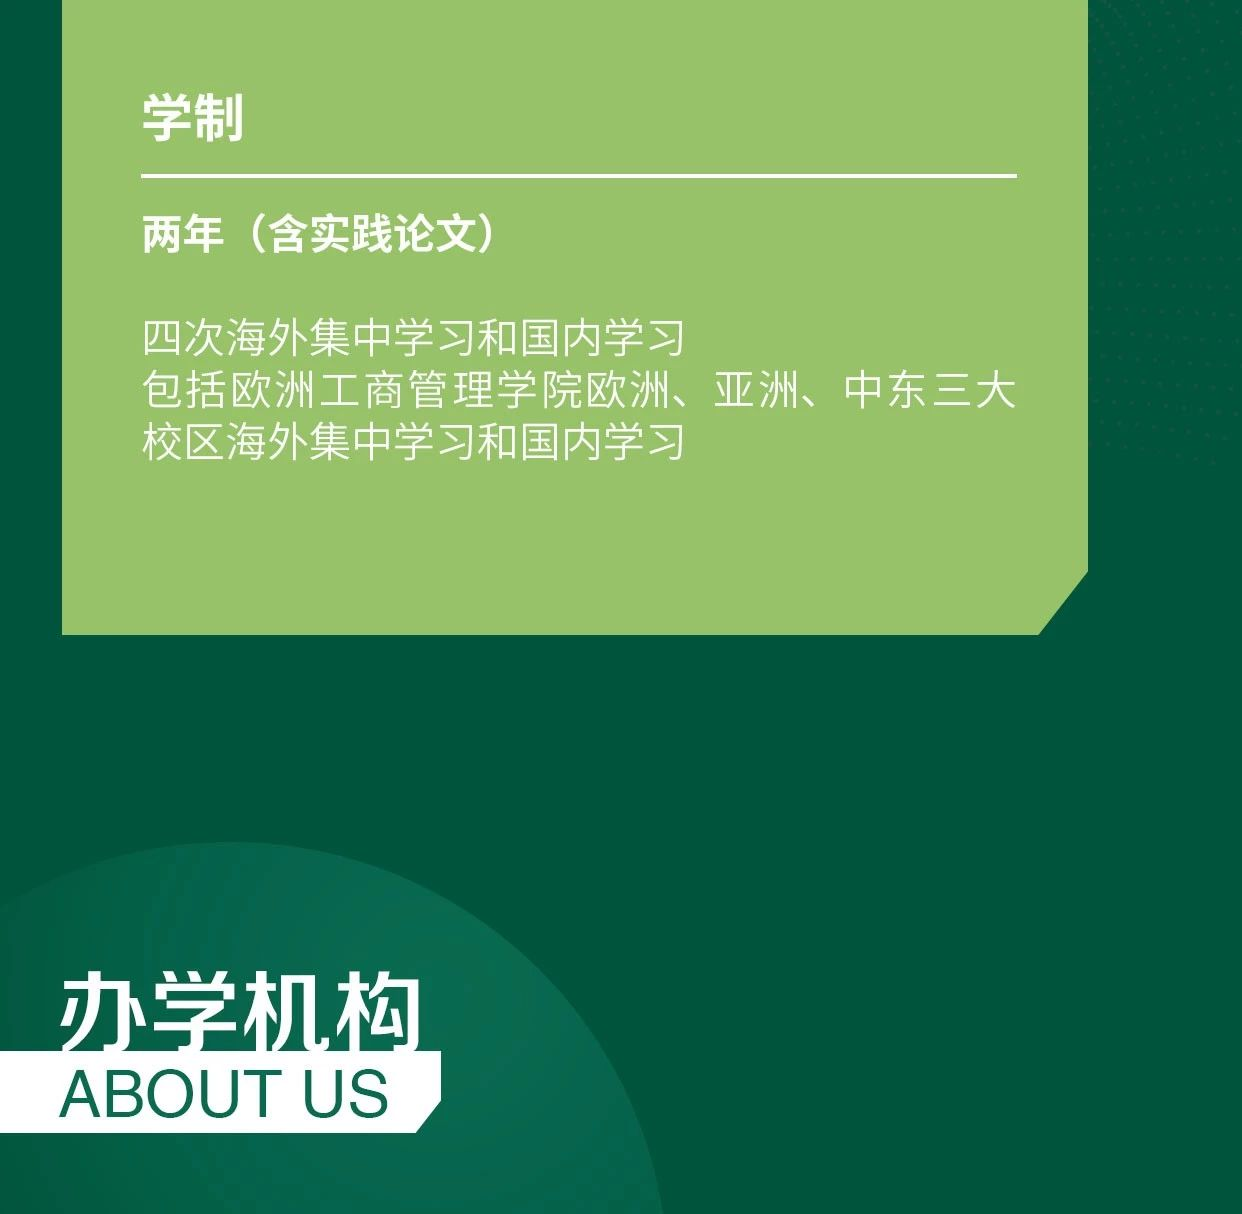 学制
两年（含实践论文）
四次海外集中学习和国内学习
包括欧洲工商管理学院欧洲、亚洲、中东三大
校区海外集中学习和国内学习
办学机构
ABOUT US